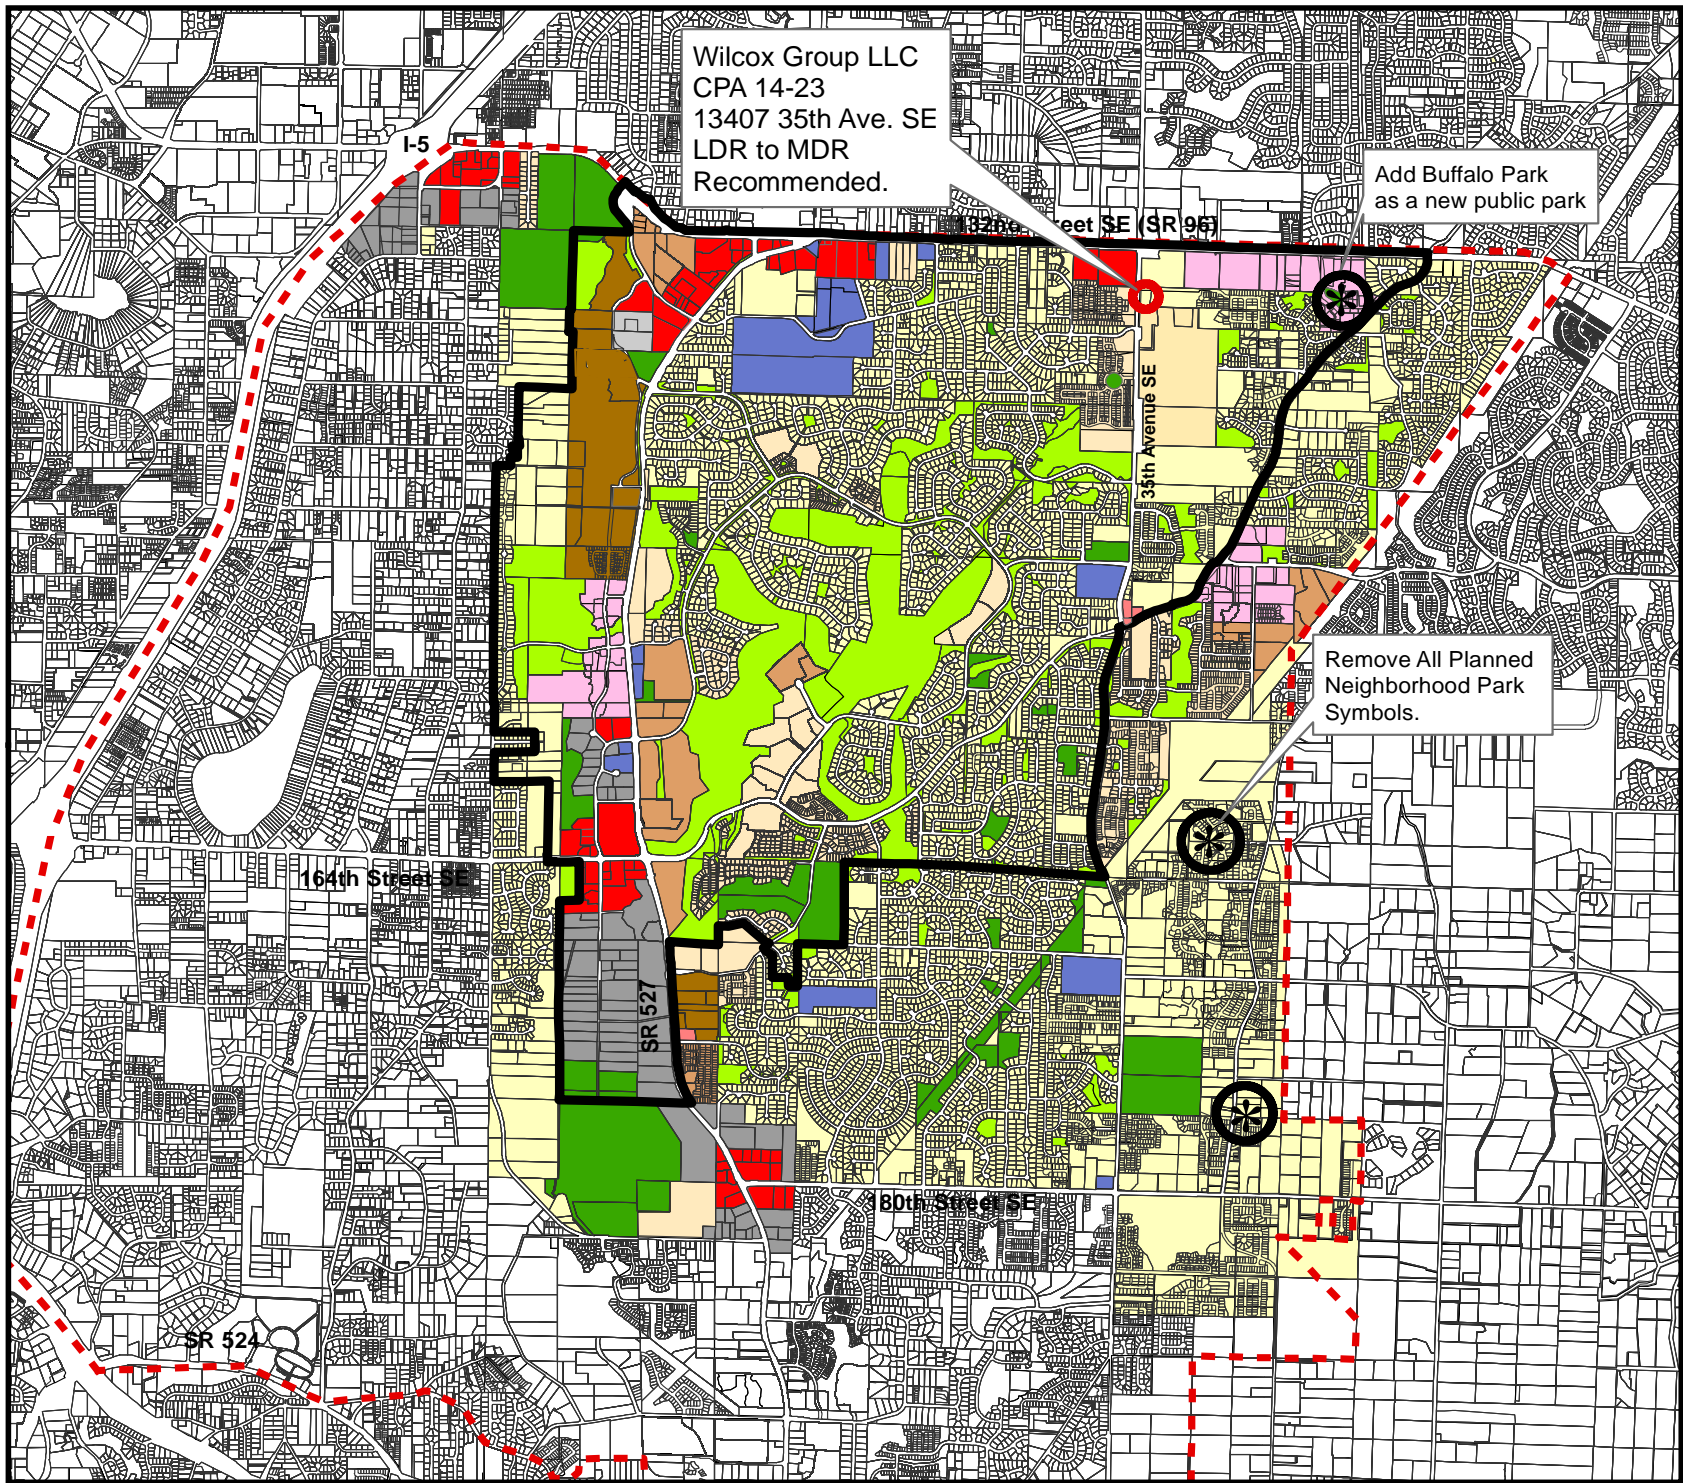 Wilcox Group LLC
CPA 14-23
13407 35th Ave. SE
LDR to MDR
Recommended.
I-5
Add Buffalo Park
as a new public park
132nd Street SE (SR 96)
35th Avenue SE
Remove All Planned
Neighborhood Park
Symbols.
164th Street SE
SR 527
180th Street SE
SR 524